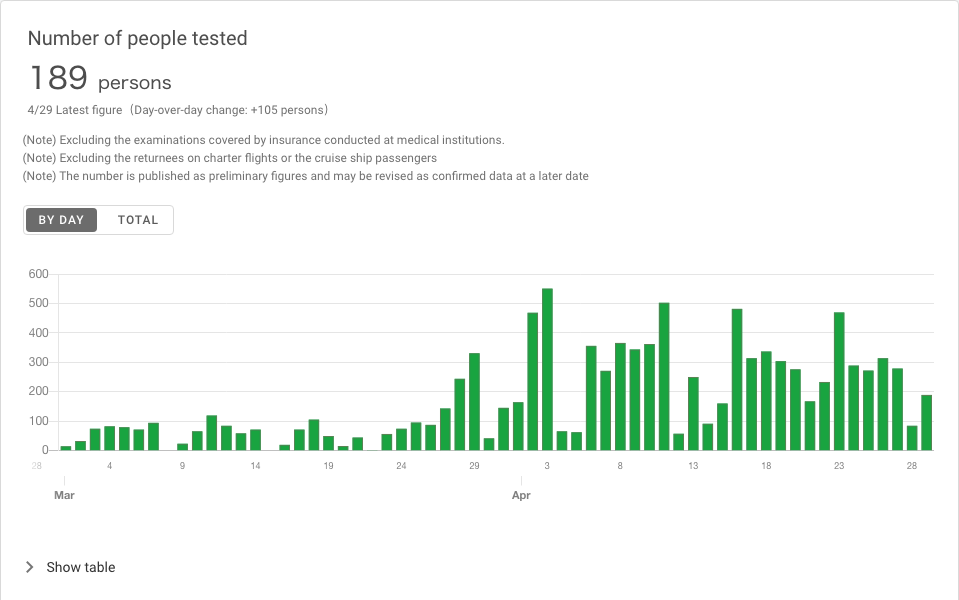 Number of people tested
189 persons
4/29 Latest figure（Day-over-day change: +105 persons）
(Note) Excluding the examinations covered by insurance conducted at medical institutions.
(Note) Excluding the returnees on charter flights or the cruise ship passengers
(Note) The number is published as preliminary figures and may be revised as confirmed data at a later date
BY DAY TOTAL
600
500
400
300
200
100
0
28 4 9 14 19 24 29 3 8 13 18 23 28
Mar Apr
Show table